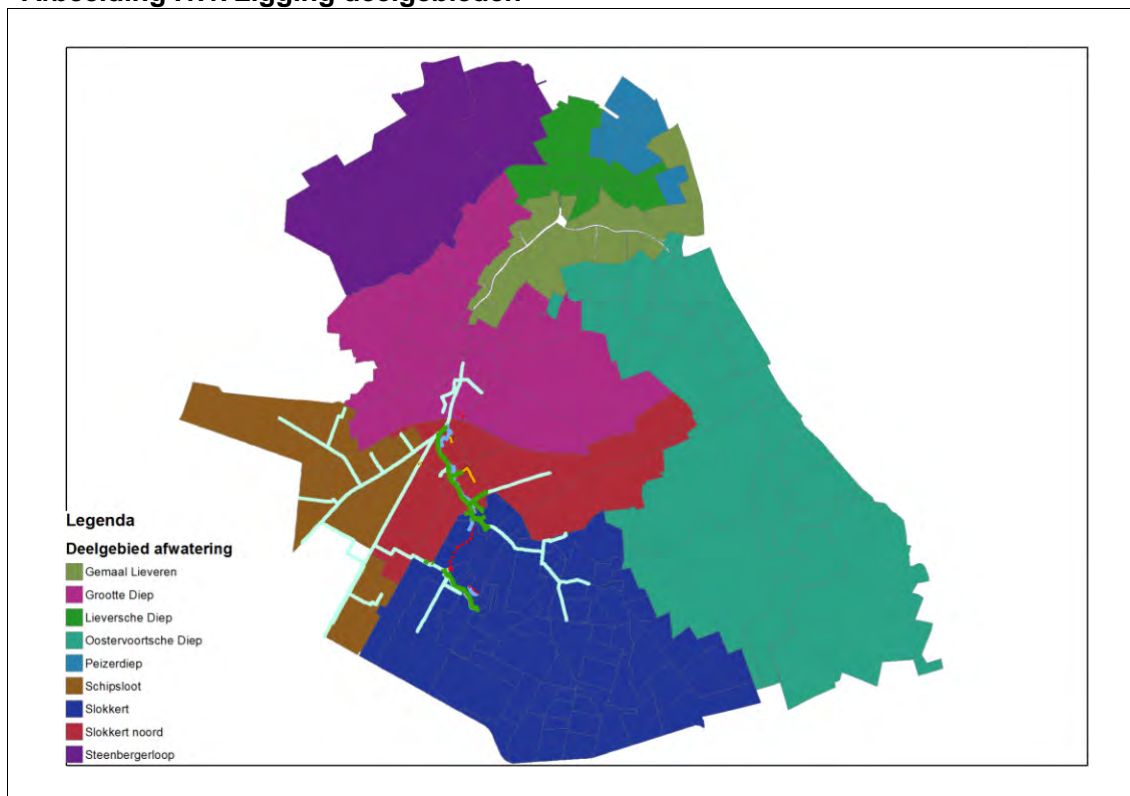 Legenda
Deelgebied afwatering
Gemaal Lieveren
Grootte Diep
Lieversche Diep
Oostervoortsche Diep
Peizerdiep
Schipsloot
Slokkert
Slokkert noord
Steenbergerloop